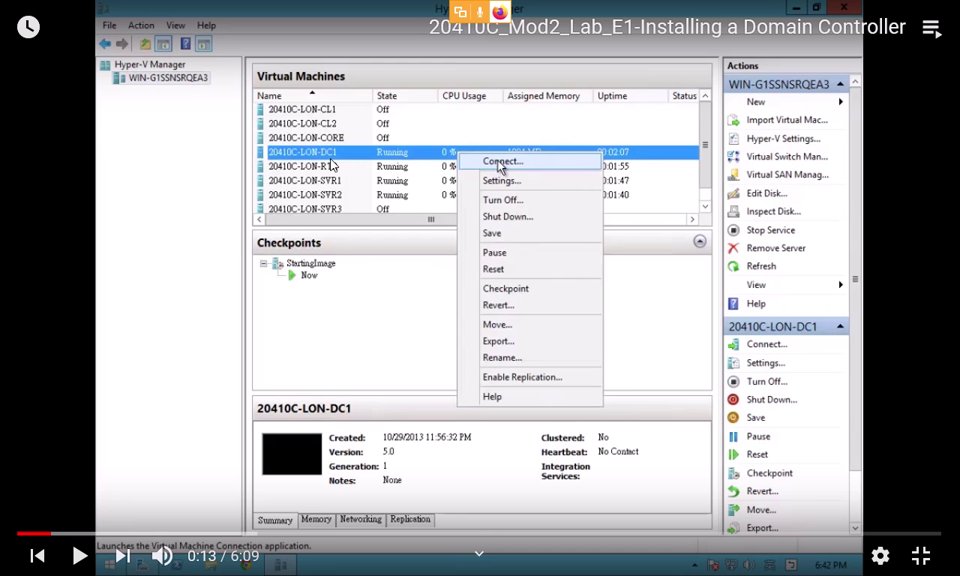 20410C_Mod2_Lab_E1-Installing a Domain Controller
File Action View Help
Hyper-V Manager
WIN-G1SSNSRQEA3
Virtual Machines
Name State CPU Usage Assigned Memory Uptime Status
20410C-LON-CL1 Off
20410C-LON-CL2 Off
20410C-LON-CORE Off
20410C-LON-DC1 Running 0 % 00:02:07
Running 0 % :01:55
20410C-LON-SVR1 Running 0 % :01:47
20410C-LON-SVR2 Running 0 % :01:40
20410C-LON-SVR3 Off
Connect...
Settings...
Turn Off...
Shut Down...
Save
Pause
Reset
Checkpoint
Revert...
Move...
Export...
Rename...
Enable Replication...
Help
Checkpoints
StartingImage
Now
20410C-LON-DC1
Created: 10/29/2013 11:56:32 PM
Version: 5.0
Generation: 1
Notes: None
Clustered: No
Heartbeat: No Contact
Integration
Services:
Summary Memory Networking Replication
Actions
WIN-G1SSNSRQEA3
New
Import Virtual Mac...
Hyper-V Settings...
Virtual Switch Man...
Virtual SAN Manag...
Edit Disk...
Inspect Disk...
Stop Service
Remove Server
Refresh
View
Help
20410C-LON-DC1
Connect...
Settings...
Turn Off...
Shut Down...
Save
Pause
Reset
Checkpoint
Revert...
Move...
Export...
Launches the Virtual Machine Connection application.
0:13 / 6:09
6:42 PM